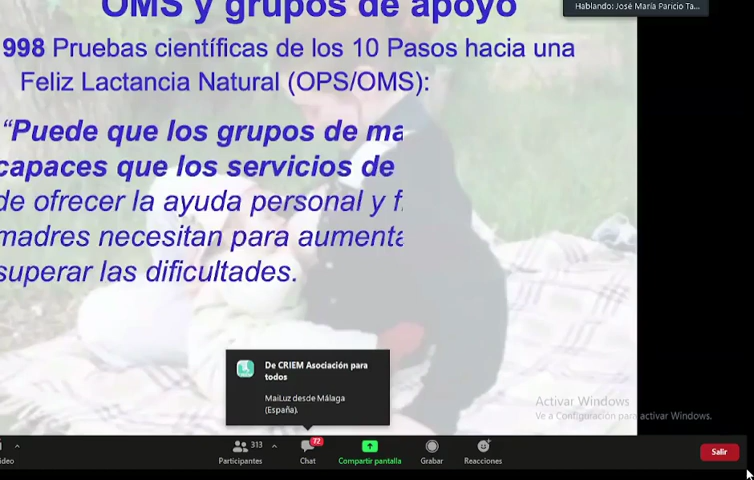 OMS y grupos de apoyo
Hablando: José María Paricio Ta...
998 Pruebas científicas de los 10 Pasos hacia una
Feliz Lactancia Natural (OPS/OMS):
“Puede que los grupos de ma
capaces que los servicios de
de ofrecer la ayuda personal y f
madres necesitan para aumenta
superar las dificultades.
De CRIEM Asociación para
todos
MaiLuz desde Málaga
(España).
Activar Windows
Ve a Configuración para activar Windows.
ideo
313
Participantes
72
Chat
Compartir pantalla
Grabar
Reacciones
Salir